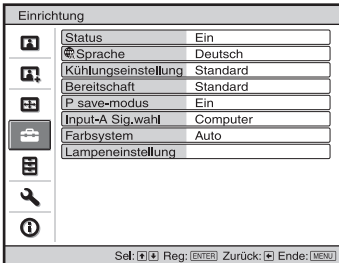 Einrichtung
Status Ein
Sprache Deutsch
Kühlungseinstellung Standard
Bereitschaft Standard
P save-modus Ein
Input-A Sig.wahl Computer
Farbsystem Auto
Lampeneinstellung
Sel: Reg: ENTER Zurück: Ende: MENU